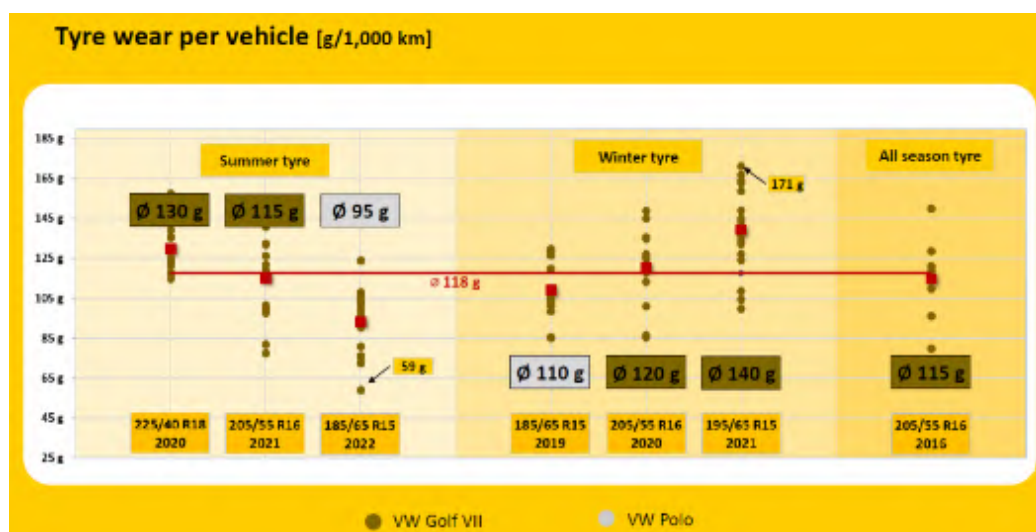 Tyre wear per vehicle [g/1,000 km]
185 g
165 g
145 g
125 g
105 g
85 g
65 g
45 g
25 g
Summer tyre
Winter tyre
All season tyre
Ø 130 g
Ø 115 g
Ø 95 g
171 g
Ø 118 g
59 g
Ø 110 g
Ø 120 g
Ø 140 g
Ø 115 g
225/40 R18
2020
205/55 R16
2021
185/65 R15
2022
185/65 R15
2019
205/55 R16
2020
195/65 R15
2021
205/55 R16
2016
VW Golf VII
VW Polo